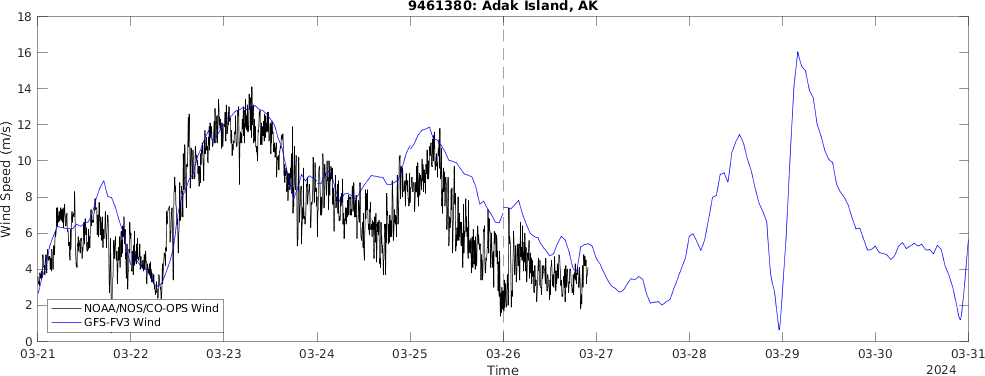 9461380: Adak Island, AK
Wind Speed (m/s)
18
16
14
12
10
8
6
4
2
0
NOAA/NOS/CO-OPS Wind
GFS-FV3 Wind
03-21 03-22 03-23 03-24 03-25 03-26 03-27 03-28 03-29 03-30 03-31
Time
2024